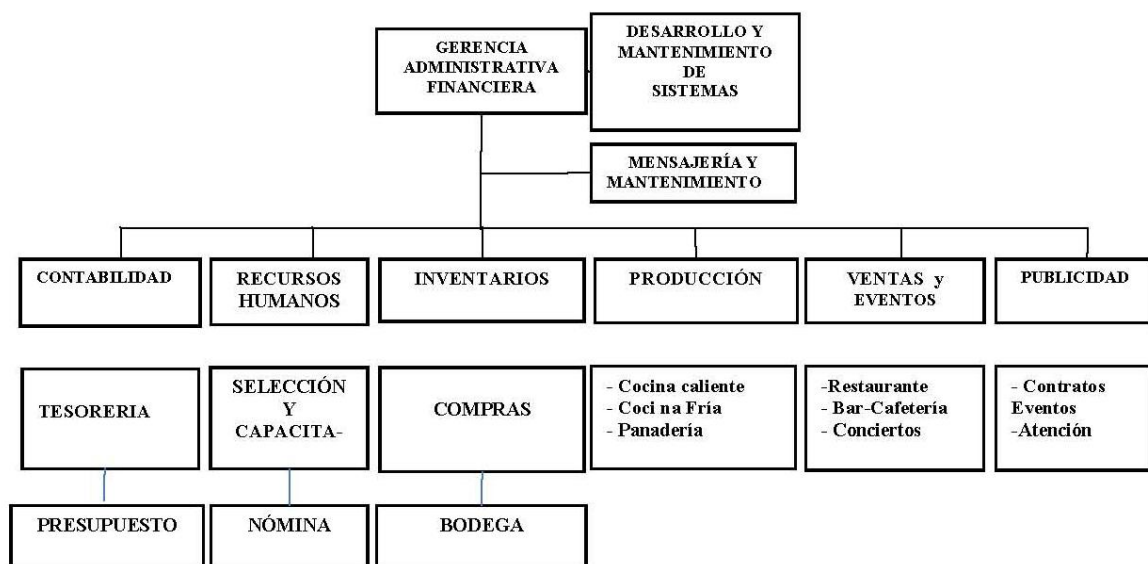 GERENCIA
ADMINISTRATIVA
FINANCIERA
DESARROLLO Y
MANTENIMIENTO
DE
SISTEMAS
MENSAJERÍA Y
MANTENIMIENTO
CONTABILIDAD
RECURSOS
HUMANOS
INVENTARIOS
PRODUCCIÓN
VENTAS y
EVENTOS
PUBLICIDAD
TESORERIA
SELECCIÓN
Y
CAPACITA-
COMPRAS
- Cocina caliente
- Coci na Fría
- Panadería
-Restaurante
- Bar-Cafetería
- Conciertos
- Contratos
Eventos
-Atención
PRESUPUESTO
NÓMINA
BODEGA